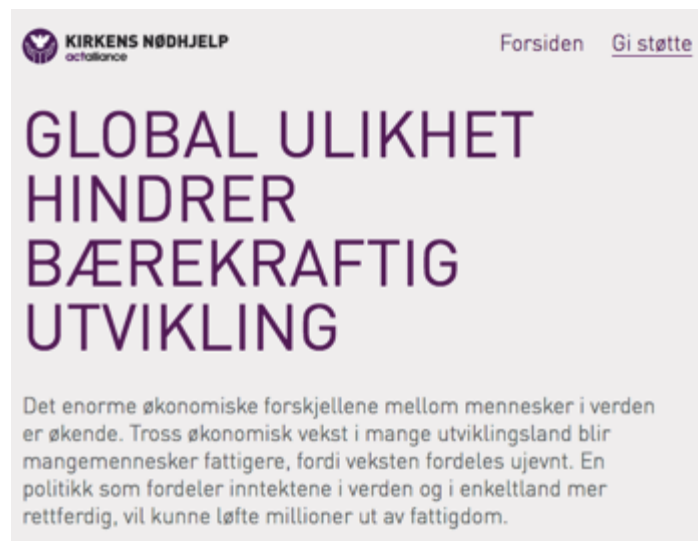 KIRKENS NØDHJELP
actalliance
Forsiden Gi støtte
GLOBAL ULIKHET
HINDRER
BÆREKRAFTIG
UTVIKLING
Det enorme økonomiske forskjellene mellom mennesker i verden
er økende. Tross økonomisk vekst i mange utviklingsland blir
mangemennesker fattigere, fordi veksten fordeles ujevnt. En
politikk som fordeler inntektene i verden og i enkeltland mer
rettferdig, vil kunne løfte millioner ut av fattigdom.